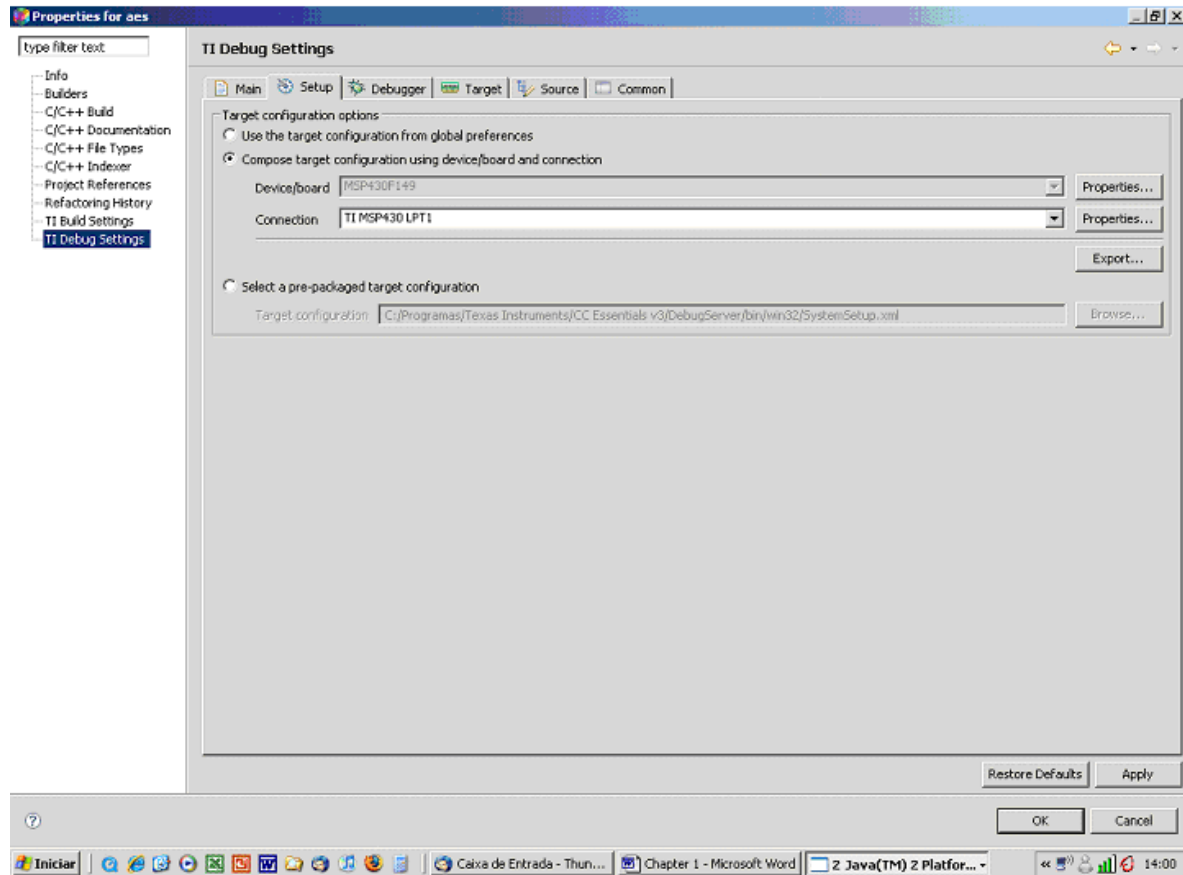 Properties for aes
type filter text
TI Debug Settings
Info
Builders
C/C++ Build
C/C++ Documentation
C/C++ File Types
C/C++ Indexer
Project References
Refactoring History
TI Build Settings
TI Debug Settings
Main Setup Debugger Target Source Common
Target configuration options
Use the target configuration from global preferences
Compose target configuration using device/board and connection
Device/board MSP430F149 Properties...
Connection TI MSP430 LPT1 Properties...
Export...
Select a pre-packaged target configuration
Target configuration C:/Programas/Texas Instruments/CC Essentials v3/DebugServer/bin/win32/SystemSetup.xml Browse...
Restore Defaults Apply
OK Cancel
Iniciar Caixa de Entrada - Thun... Chapter 1 - Microsoft Word 2 Java(TM) 2 Platfor... 14:00